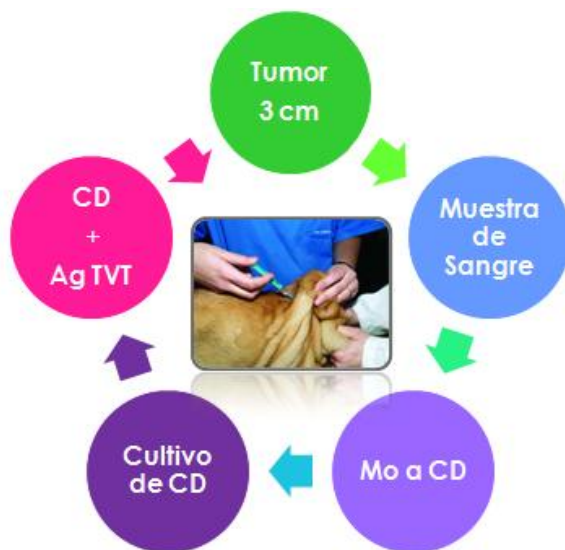 Tumor
3 cm
Muestra
de
Sangre
Mo a CD
Cultivo
de CD
CD
+
Ag TVT